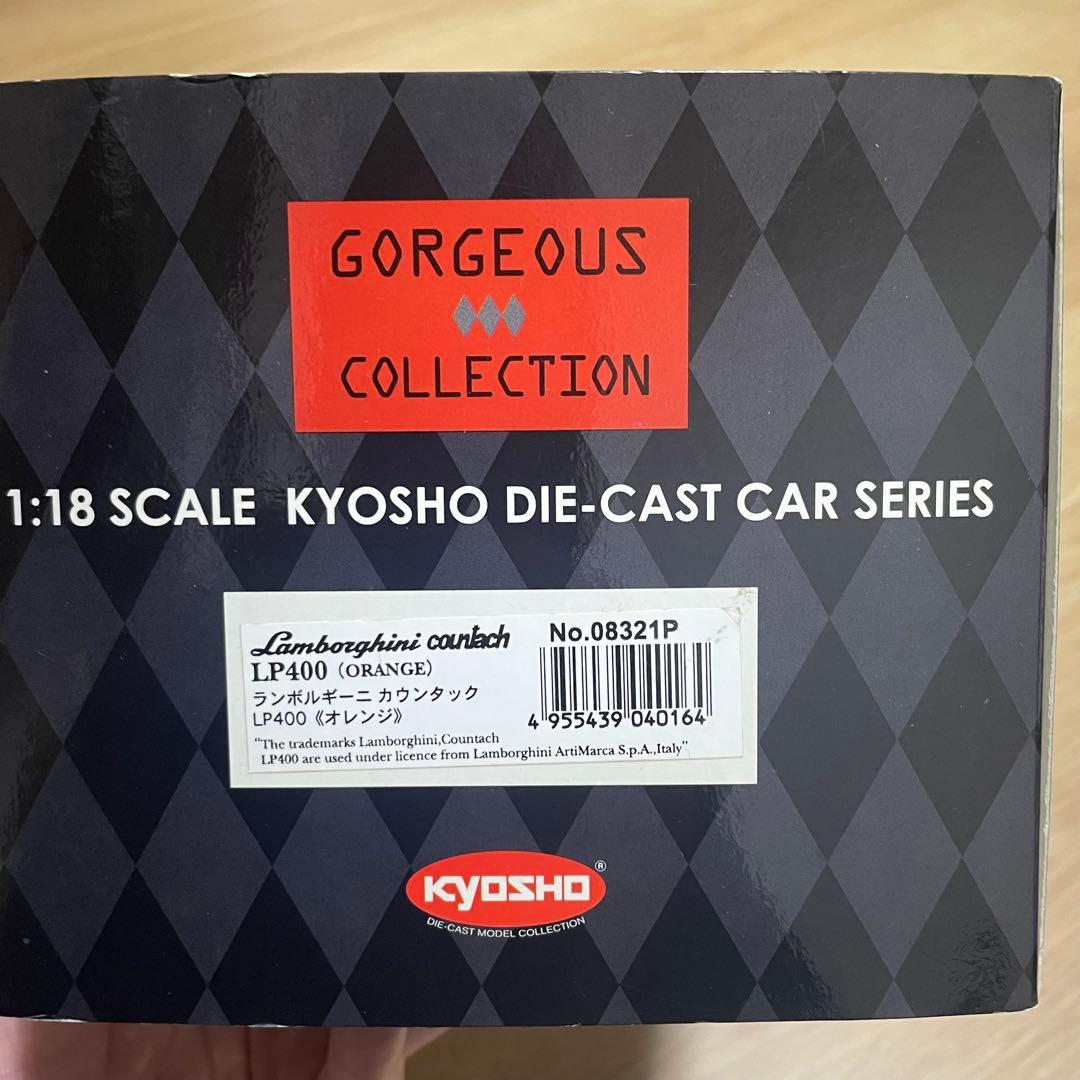 GORGEOUS
COLLECTION
1:18 SCALE KYOSHO DIE-CAST CAR SERIES
Lamborghini countach
LP400 (ORANGE)
ランボルギーニ カウンタック
LP400《オレンジ》
"The trademarks Lamborghini,Countach
LP400 are used under licence from Lamborghini ArtiMarca S.p.A.,Italy"
No.08321P
4 955439 040164
KYOSHO®
DIE-CAST MODEL COLLECTION